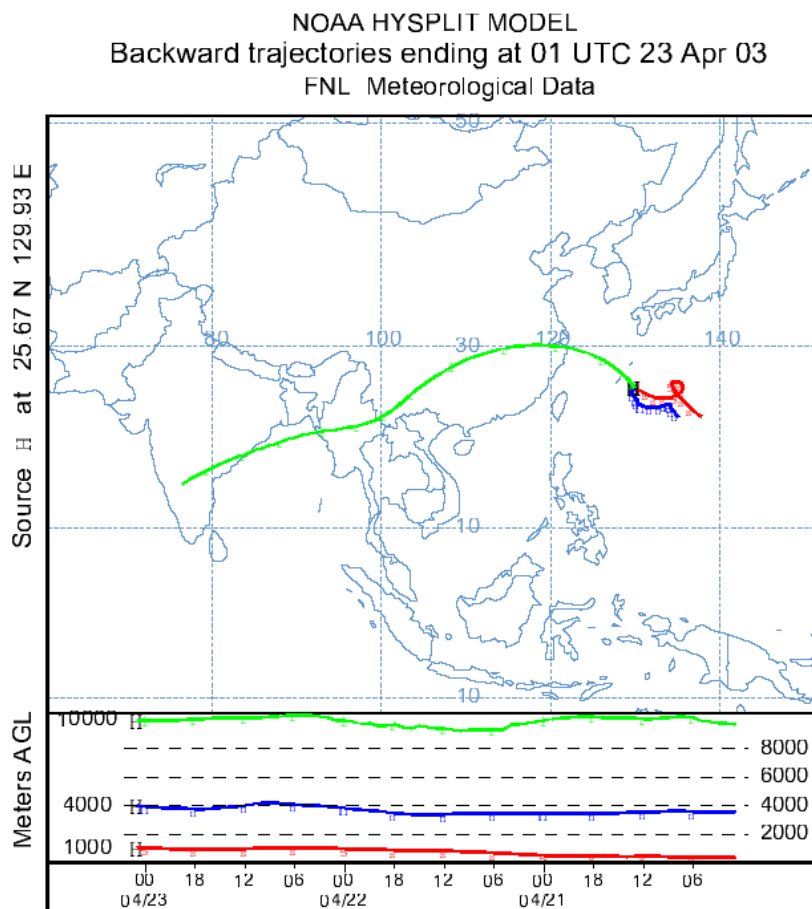 NOAA HYSPLIT MODEL
Backward trajectories ending at 01 UTC 23 Apr 03
FNL Meteorological Data
Source H at 25.67 N 129.93 E
50
80
100
30
120
140
10
10
Meters AGL
10000
8000
6000
4000
4000
2000
1000
00 18 12 06 00 18 12 06 00 18 12 06
04/23 04/22 04/21